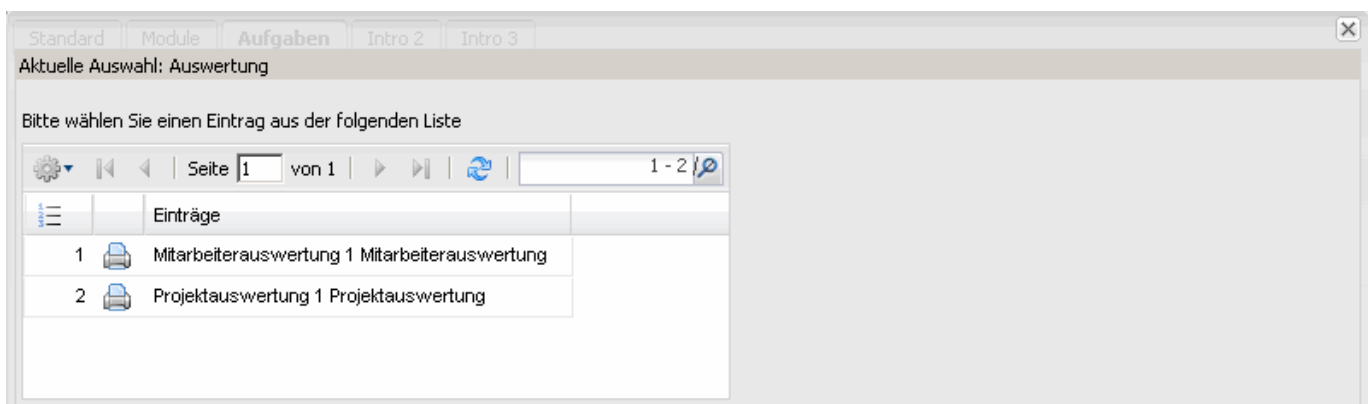 Standard Module Aufgaben Intro 2 Intro 3
Aktuelle Auswahl: Auswertung
Bitte wählen Sie einen Eintrag aus der folgenden Liste
Seite 1 von 1 1 - 2 /
Einträge
1 Mitarbeiterauswertung 1 Mitarbeiterauswertung
2 Projektauswertung 1 Projektauswertung